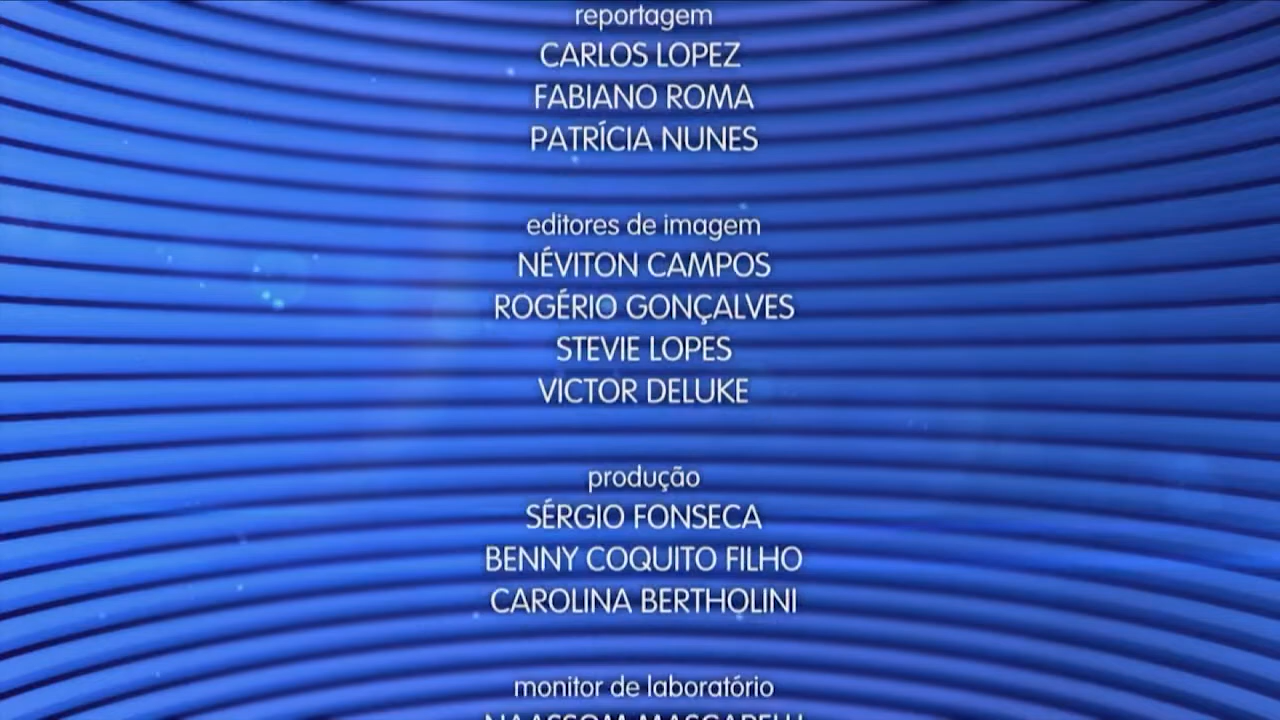 reportagem
CARLOS LOPEZ
FABIANO ROMA
PATRÍCIA NUNES
editores de imagem
NÉVITON CAMPOS
ROGÉRIO GONÇALVES
STEVIE LOPES
VICTOR DELUKE
produção
SÉRGIO FONSECA
BENNY COQUITO FILHO
CAROLINA BERTHOLINI
monitor de laboratório